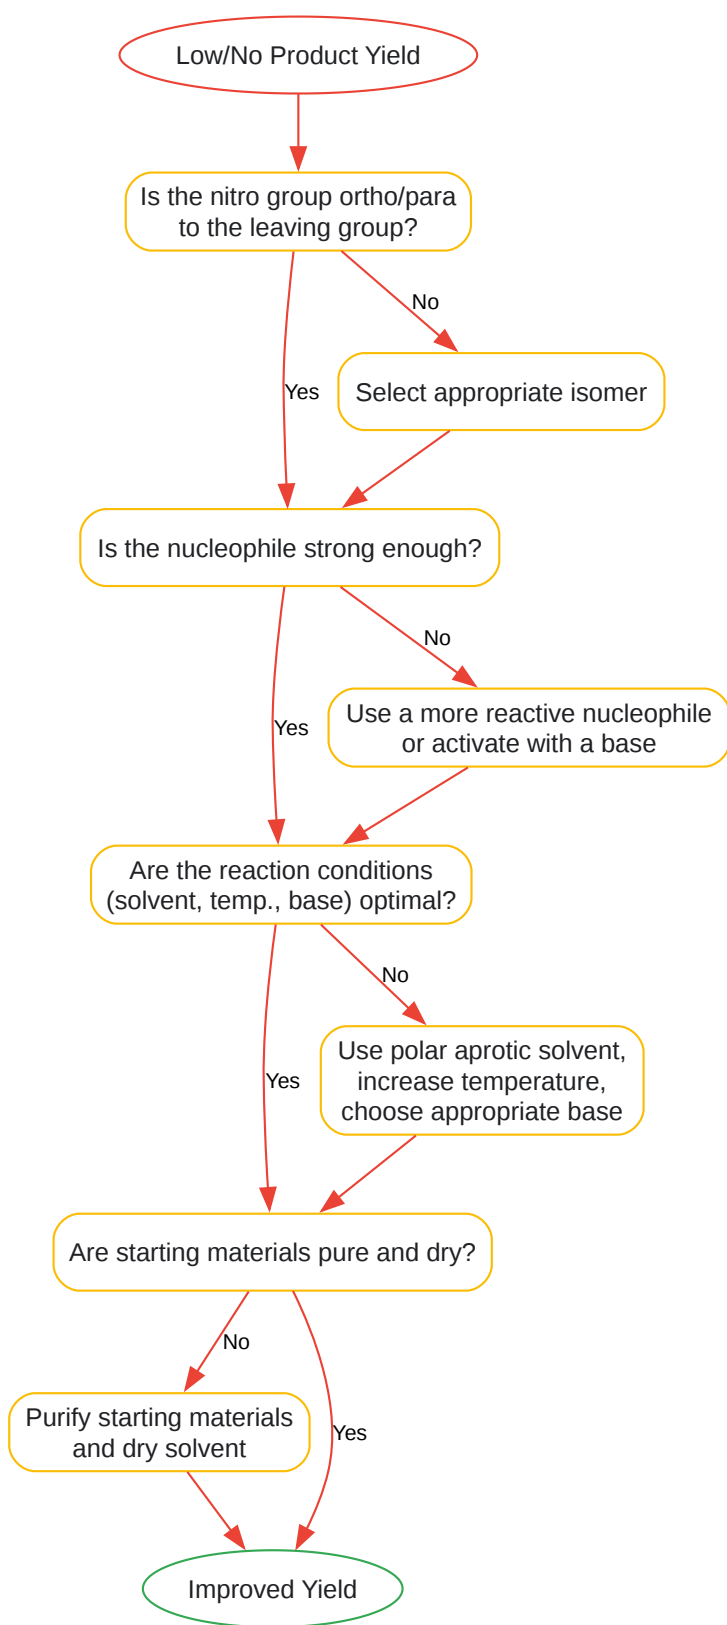 Low/No Product Yield
Is the nitro group ortho/para
to the leaving group?
No
Yes
Select appropriate isomer
Is the nucleophile strong enough?
No
Yes
Use a more reactive nucleophile
or activate with a base
Are the reaction conditions
(solvent, temp., base) optimal?
No
Yes
Use polar aprotic solvent,
increase temperature,
choose appropriate base
Are starting materials pure and dry?
No
Yes
Purify starting materials
and dry solvent
Improved Yield